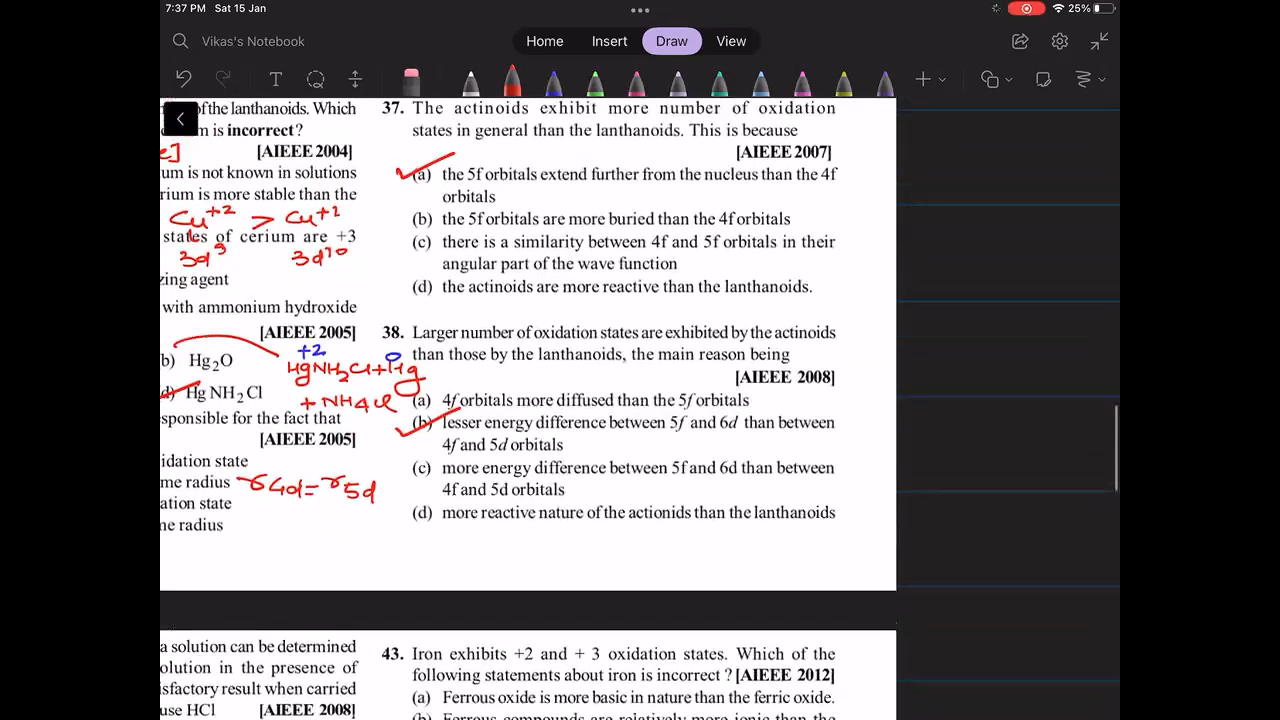 7:37 PM Sat 15 Jan
25%
Vikas's Notebook
Home Insert Draw View
of the lanthanoids. Which
m is incorrect?
[AIEEE 2004]
e]
um is not known in solutions
rium is more stable than the
Cu+2 > Cu+2
states of cerium are +3
3d9 3d10
zing agent
with ammonium hydroxide
[AIEEE 2005]
b) Hg2O
+2 0
HgNH2Cl + Hg
d) Hg NH2Cl
+ NH4Cl
sponsible for the fact that
[AIEEE 2005]
idation state
me radius r4d = r5d
ation state
ne radius
37. The actinoids exhibit more number of oxidation
states in general than the lanthanoids. This is because
[AIEEE 2007]
(a) the 5f orbitals extend further from the nucleus than the 4f
orbitals
(b) the 5f orbitals are more buried than the 4f orbitals
(c) there is a similarity between 4f and 5f orbitals in their
angular part of the wave function
(d) the actinoids are more reactive than the lanthanoids.
38. Larger number of oxidation states are exhibited by the actinoids
than those by the lanthanoids, the main reason being
[AIEEE 2008]
(a) 4f orbitals more diffused than the 5f orbitals
(b) lesser energy difference between 5f and 6d than between
4f and 5d orbitals
(c) more energy difference between 5f and 6d than between
4f and 5d orbitals
(d) more reactive nature of the actionids than the lanthanoids
a solution can be determined
olution in the presence of
isfactory result when carried
use HCl [AIEEE 2008]
43. Iron exhibits +2 and + 3 oxidation states. Which of the
following statements about iron is incorrect ? [AIEEE 2012]
(a) Ferrous oxide is more basic in nature than the ferric oxide.
(b) Ferrous compounds are relatively more ionic than the